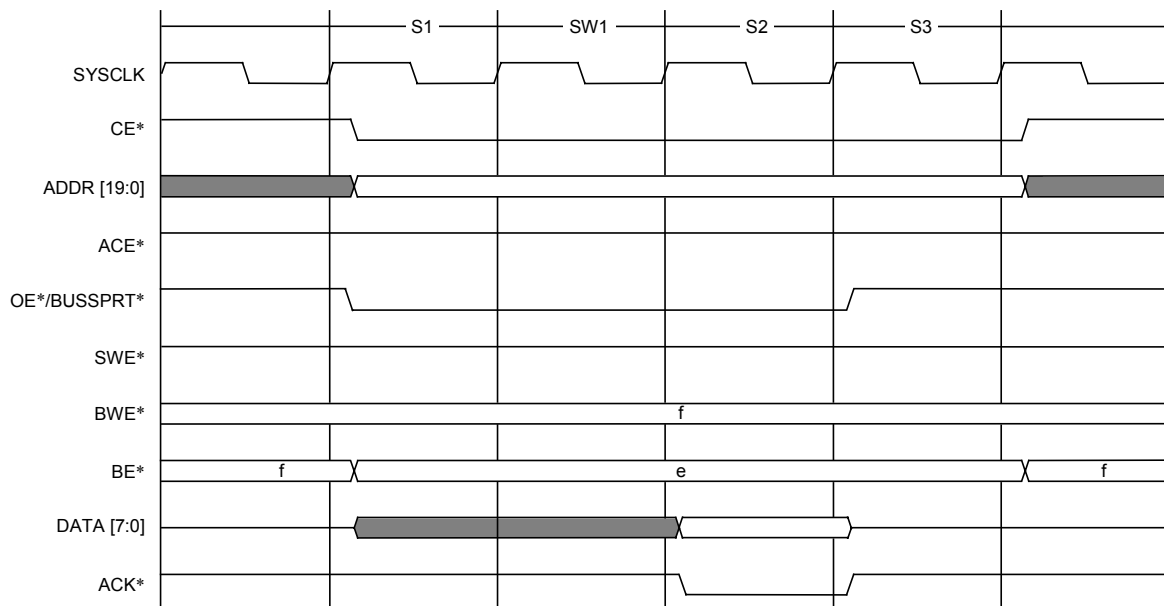 S1 SW1 S2 S3
SYSCLK
CE*
ADDR [19:0]
ACE*
OE*/BUSSPRT*
SWE*
BWE* f
BE* f e f
DATA [7:0]
ACK*